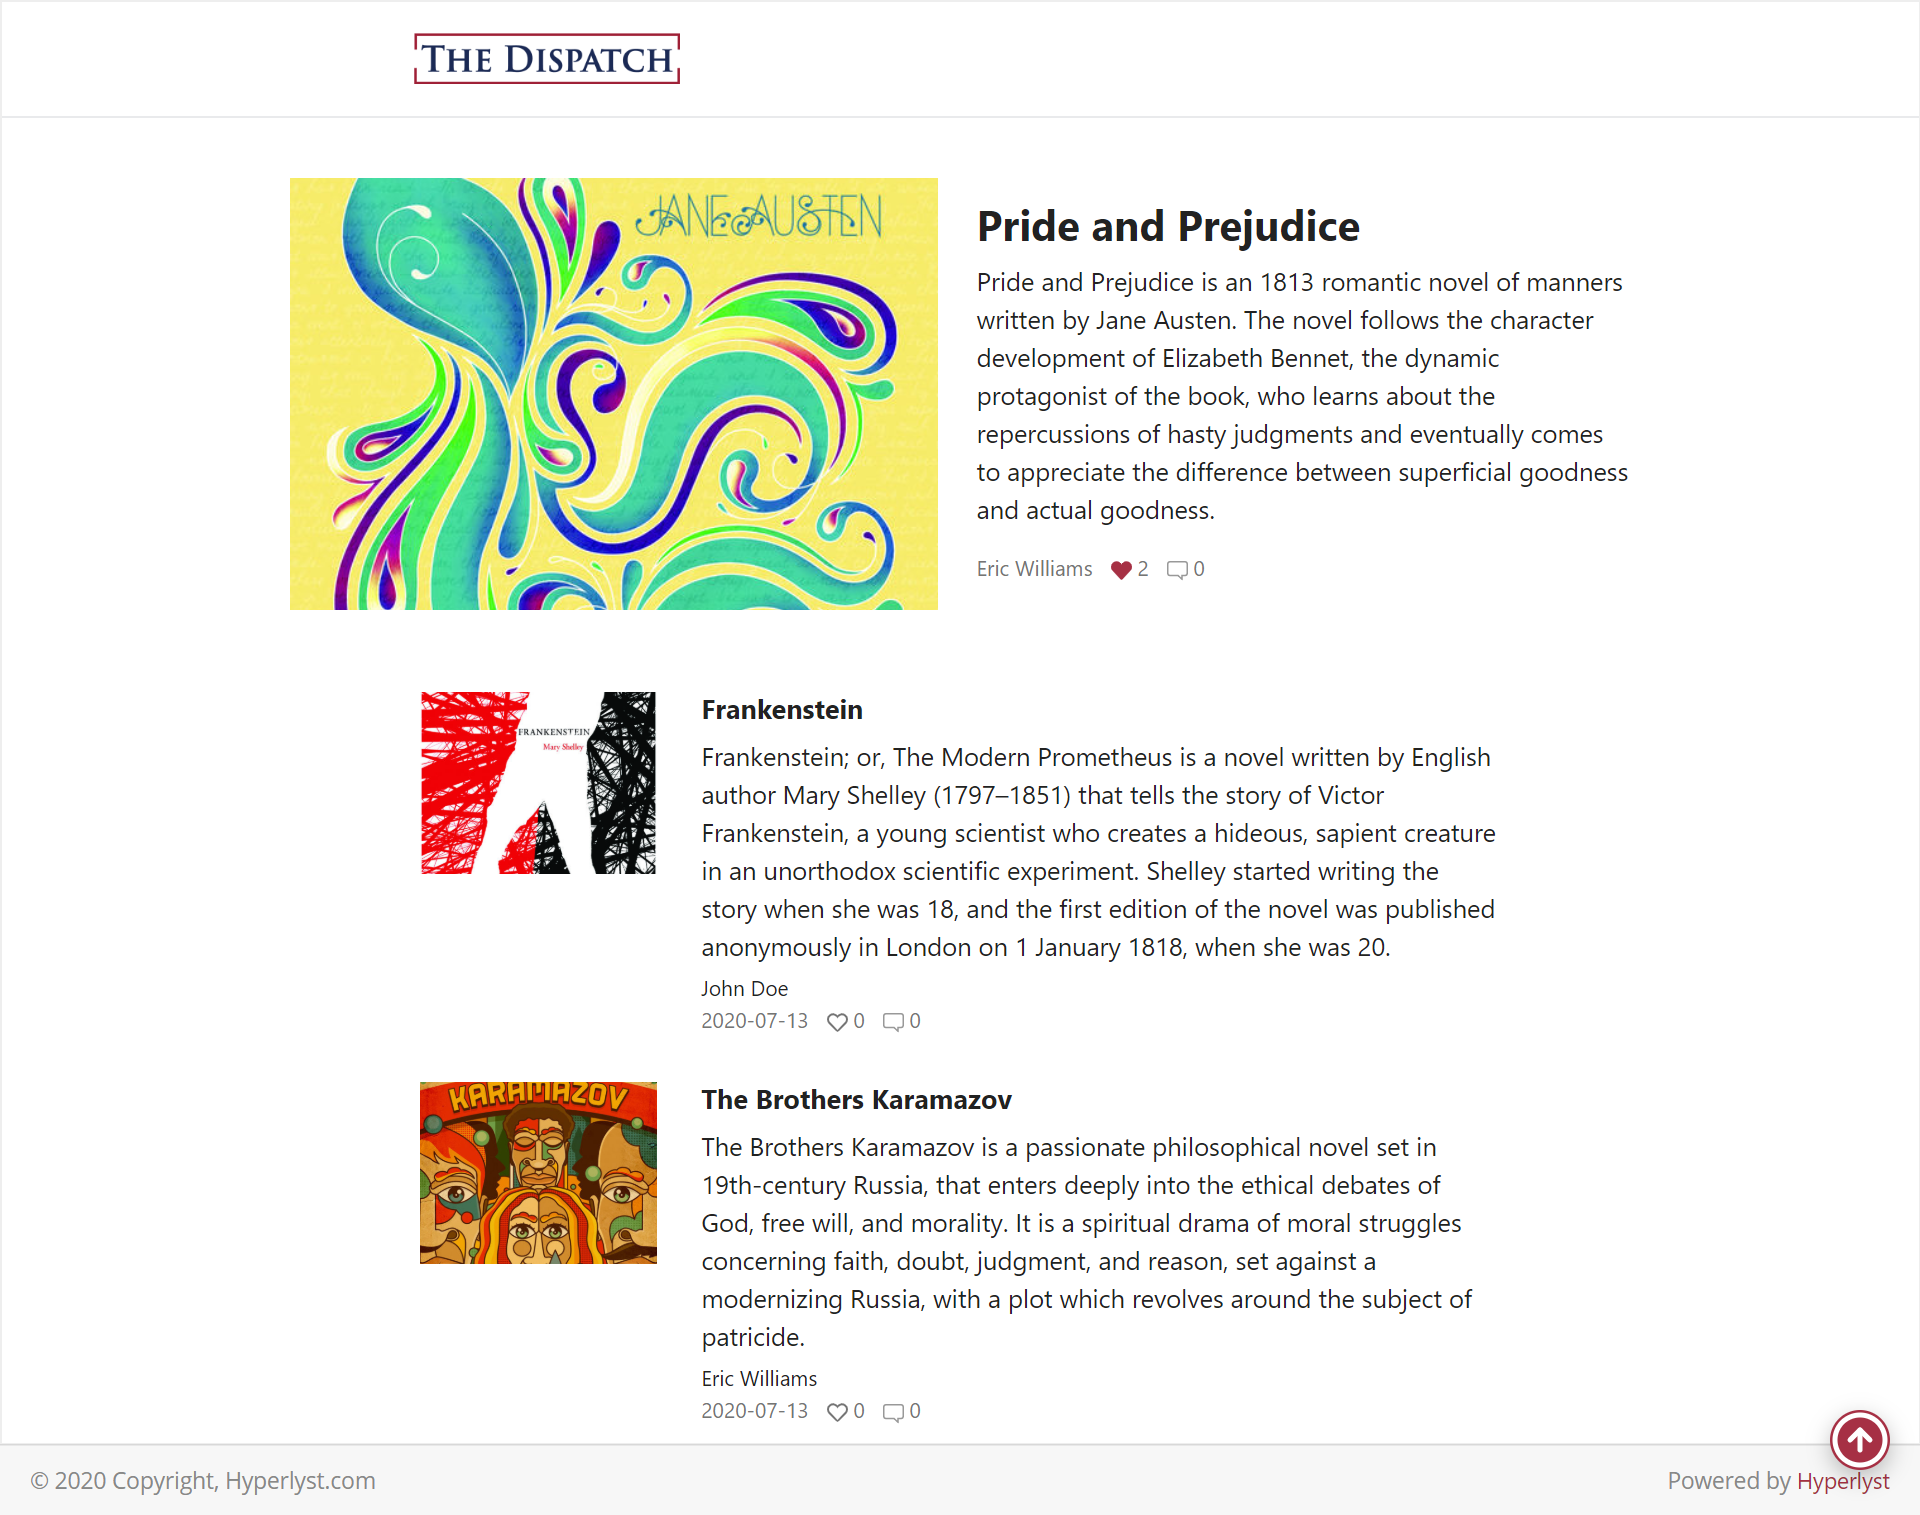 THE DISPATCH
JANE AUSTEN
Pride and Prejudice
Pride and Prejudice is an 1813 romantic novel of manners
written by Jane Austen. The novel follows the character
development of Elizabeth Bennet, the dynamic
protagonist of the book, who learns about the
repercussions of hasty judgments and eventually comes
to appreciate the difference between superficial goodness
and actual goodness.
Eric Williams 2 0
FRANKENSTEIN
Mary Shelley
Frankenstein
Frankenstein; or, The Modern Prometheus is a novel written by English
author Mary Shelley (1797–1851) that tells the story of Victor
Frankenstein, a young scientist who creates a hideous, sapient creature
in an unorthodox scientific experiment. Shelley started writing the
story when she was 18, and the first edition of the novel was published
anonymously in London on 1 January 1818, when she was 20.
John Doe
2020-07-13 0 0
KARAMAZOV
The Brothers Karamazov
The Brothers Karamazov is a passionate philosophical novel set in
19th-century Russia, that enters deeply into the ethical debates of
God, free will, and morality. It is a spiritual drama of moral struggles
concerning faith, doubt, judgment, and reason, set against a
modernizing Russia, with a plot which revolves around the subject of
patricide.
Eric Williams
2020-07-13 0 0
© 2020 Copyright, Hyperlyst.com
Powered by Hyperlyst